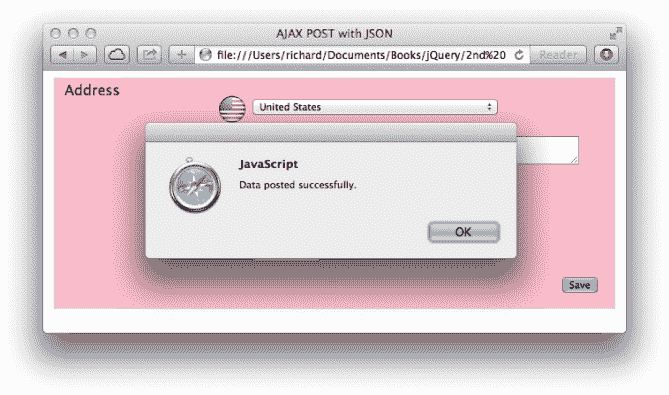 AJAX POST with JSON
file:///Users/richard/Documents/Books/jQuery/2nd%20
Reader
Address
United States
JavaScript
Data posted successfully.
OK
Save